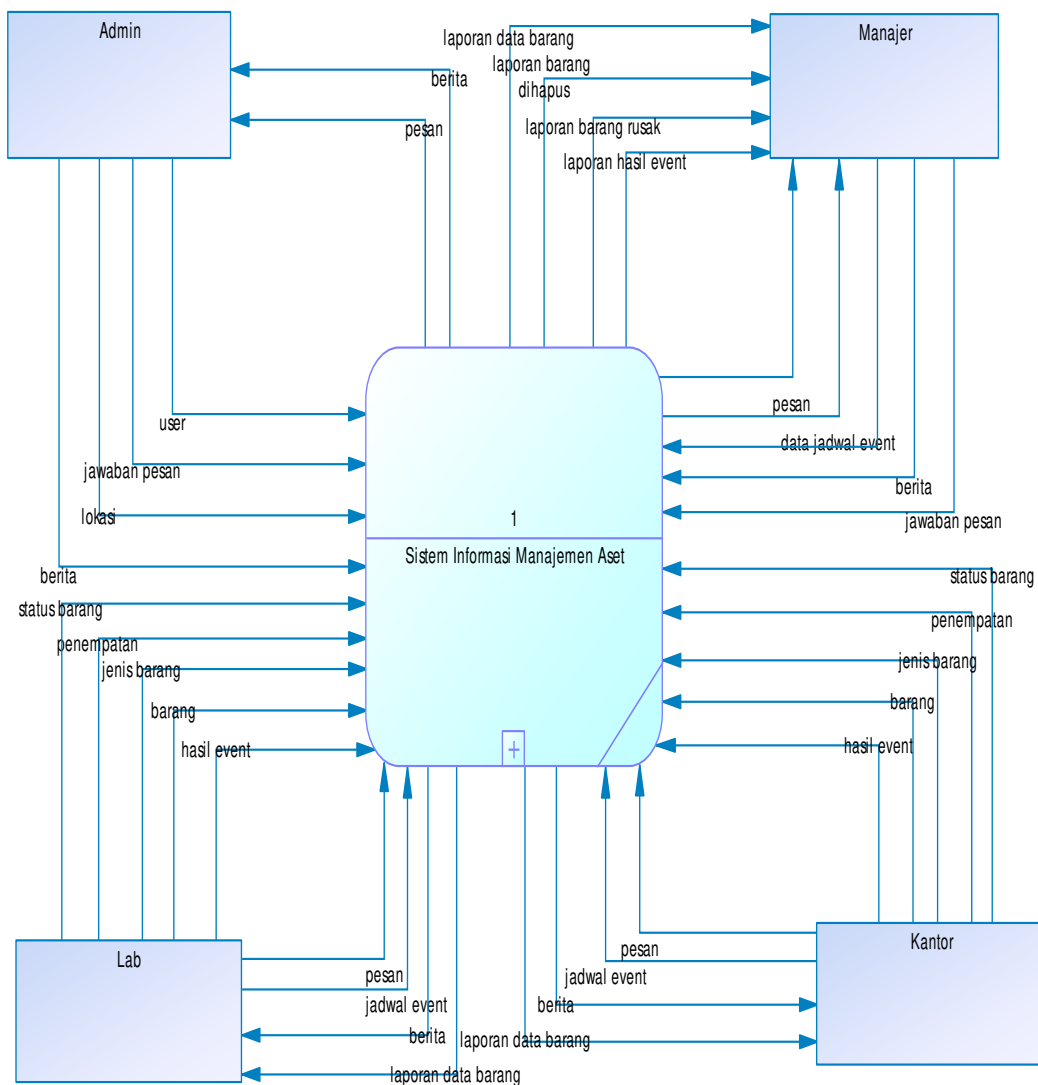 Admin
Manajer
laporan data barang
laporan barang
dihapus
berita
pesan
laporan barang rusak
laporan hasil event
pesan
user
data jadwal event
jawaban pesan
berita
lokasi
1
jawaban pesan
Sistem Informasi Manajemen Aset
berita
status barang
status barang
penempatan
penempatan
jenis barang
jenis barang
barang
barang
hasil event
hasil event
Lab
Kantor
pesan
pesan
jadwal event
jadwal event
berita
berita
laporan data barang
laporan data barang